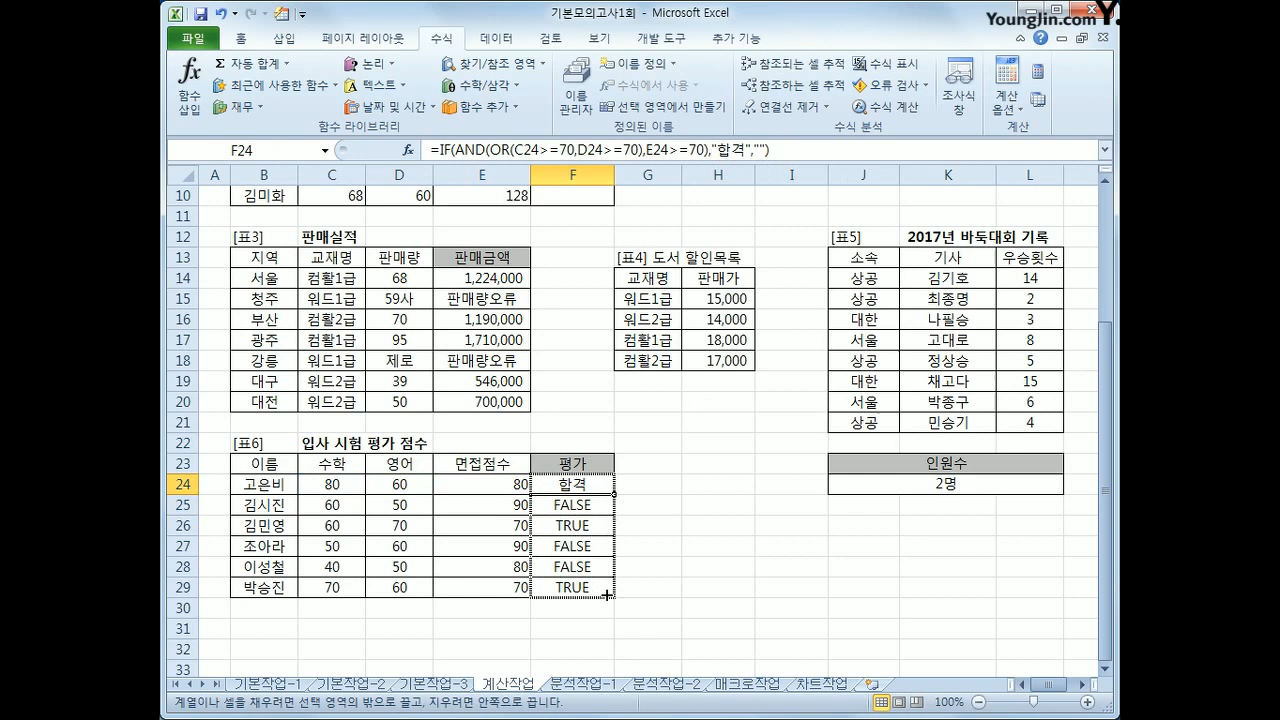 기본모의고사1회 - Microsoft Excel
YoungJin.com Y.
파일 홈 삽입 페이지 레이아웃 수식 데이터 검토 보기 개발 도구 추가 기능
fx 함수 삽입
Σ 자동 합계 논리 찾기/참조 영역
최근에 사용한 함수 텍스트 수학/삼각
재무 날짜 및 시간 함수 추가
함수 라이브러리
이름 관리자
이름 정의
수식에서 사용
선택 영역에서 만들기
정의된 이름
참조되는 셀 추적 수식 표시
참조하는 셀 추적 오류 검사
연결선 제거 수식 계산
수식 분석
조사식 창
계산 옵션
계산
F24 fx =IF(AND(OR(C24>=70,D24>=70),E24>=70),"합격","")
A B C D E F G H I J K L
10 김미화 68 60 128
11
12 [표3] 판매실적 [표5] 2017년 바둑대회 기록
13 지역 교재명 판매량 판매금액 [표4] 도서 할인목록 소속 기사 우승횟수
14 서울 컴활1급 68 1,224,000 교재명 판매가 상공 김기호 14
15 청주 워드1급 59사 판매량오류 워드1급 15,000 상공 최종명 2
16 부산 컴활2급 70 1,190,000 워드2급 14,000 대한 나필승 3
17 광주 컴활1급 95 1,710,000 컴활1급 18,000 서울 고대로 8
18 강릉 워드1급 제로 판매량오류 컴활2급 17,000 상공 정상승 5
19 대구 워드2급 39 546,000 대한 채고다 15
20 대전 워드2급 50 700,000 서울 박종구 6
21 상공 민승기 4
22 [표6] 입사 시험 평가 점수
23 이름 수학 영어 면접점수 평가 인원수
24 고은비 80 60 80 합격 2명
25 김시진 60 50 90 FALSE
26 김민영 60 70 70 TRUE
27 조아라 50 60 90 FALSE
28 이성철 40 50 80 FALSE
29 박승진 70 60 70 TRUE
30
31
32
33
기본작업-1 기본작업-2 기본작업-3 계산작업 분석작업-1 분석작업-2 매크로작업 차트작업
계열이나 셀을 채우려면 선택 영역의 밖으로 끌고, 지우려면 안쪽으로 끕니다. 100%